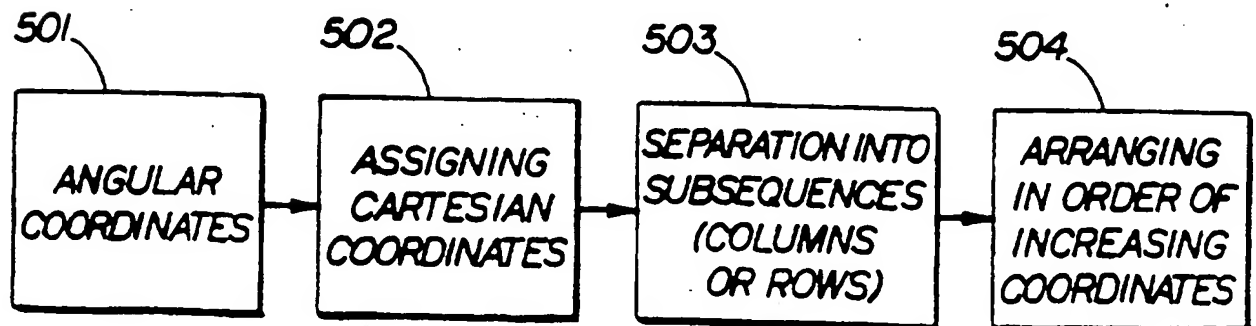 501
ANGULAR
COORDINATES
502
ASSIGNING
CARTESIAN
COORDINATES
503
SEPARATION INTO
SUBSEQUENCES
(COLUMNS
OR ROWS)
504
ARRANGING
IN ORDER OF
INCREASING
COORDINATES